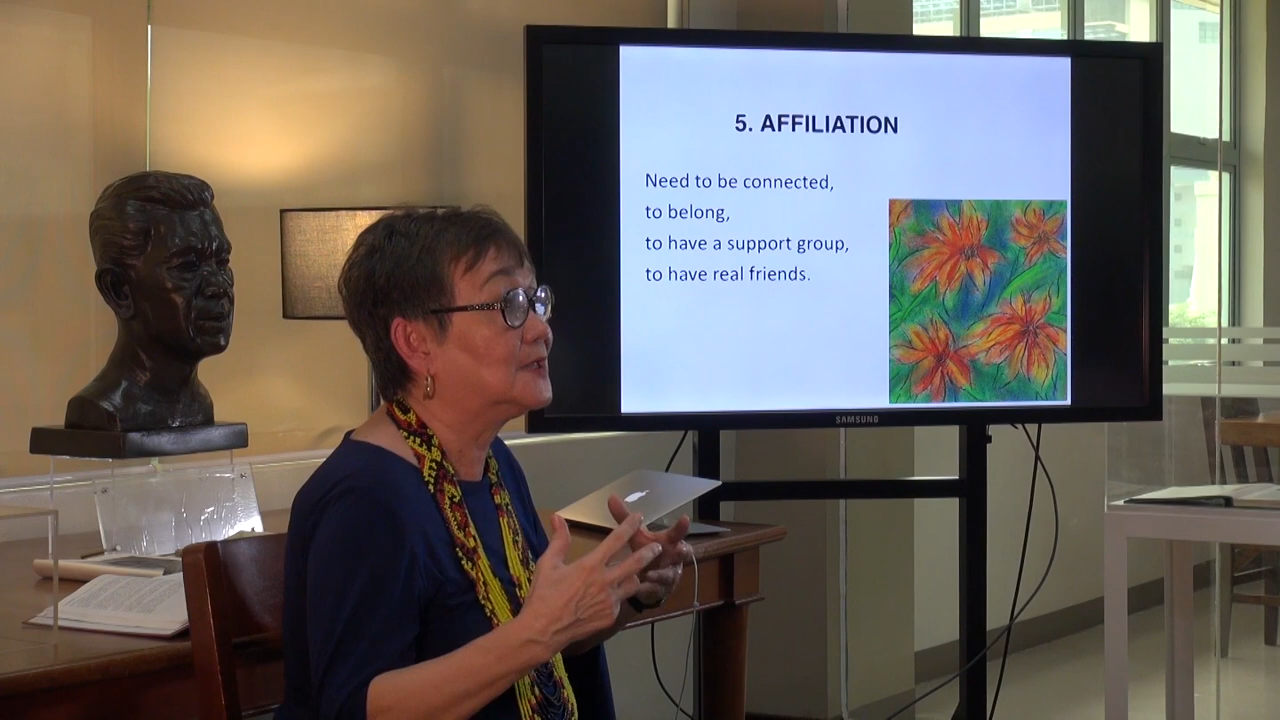 5. AFFILIATION
Need to be connected,
to belong,
to have a support group,
to have real friends.
SAMSUNG